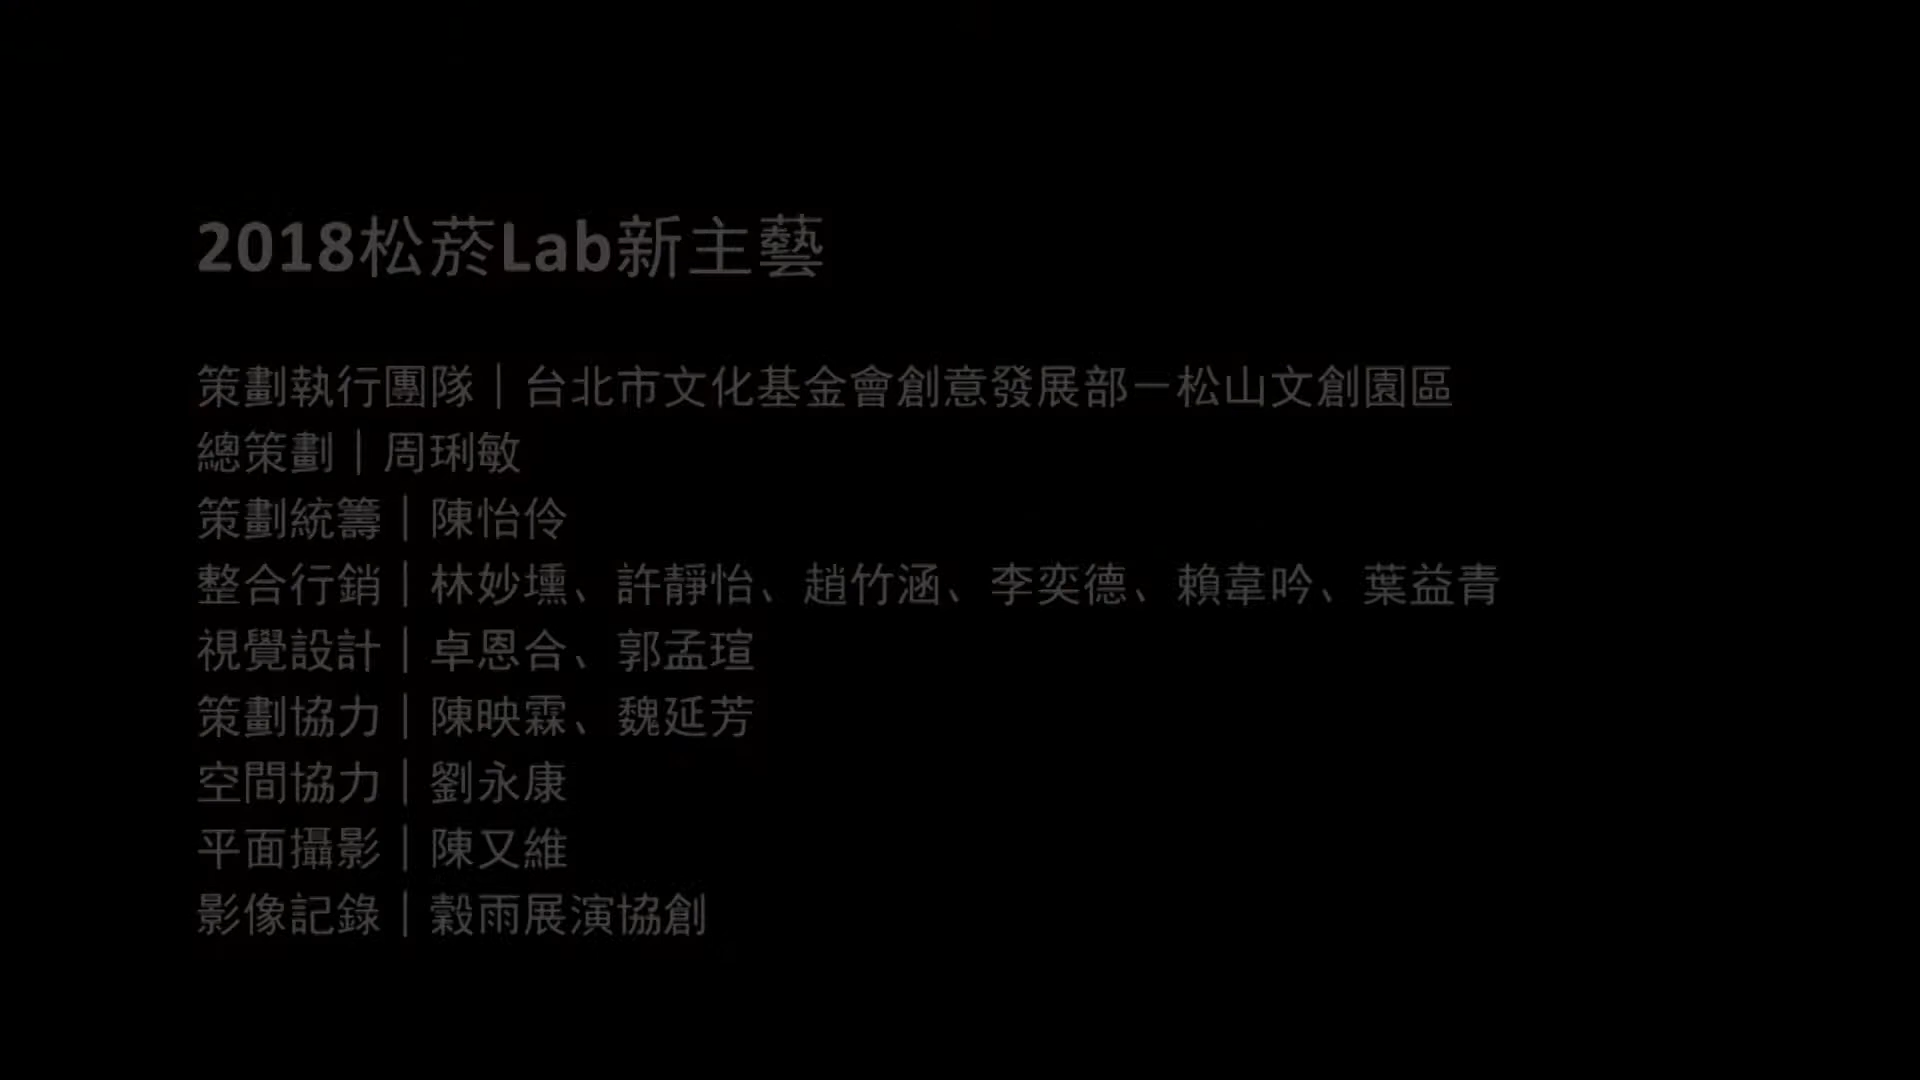 2018松菸Lab新主藝
策劃執行團隊｜台北市文化基金會創意發展部－松山文創園區
總策劃｜周琍敏
策劃統籌｜陳怡伶
整合行銷｜林妙壎、許靜怡、趙竹涵、李奕德、賴韋吟、葉益青
視覺設計｜卓恩合、郭孟瑄
策劃協力｜陳映霖、魏延芳
空間協力｜劉永康
平面攝影｜陳又維
影像記錄｜穀雨展演協創